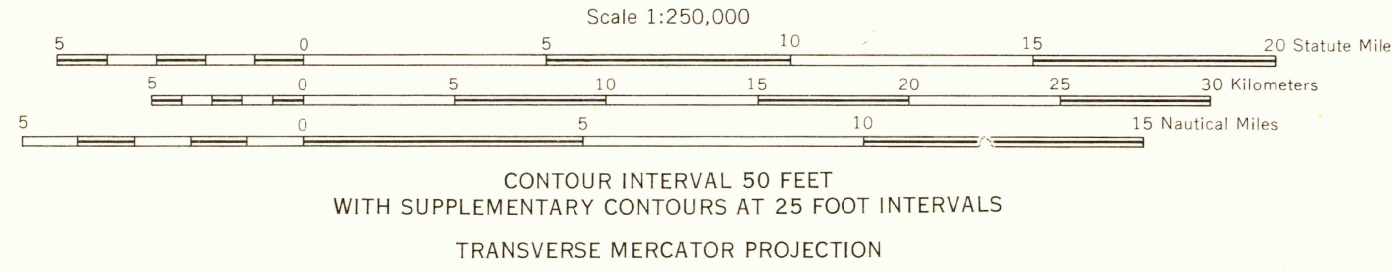 Scale 1:250,000
5 0 5 10 15 20 Statute Mile
5 0 5 10 15 20 25 30 Kilometers
5 0 5 10 15 Nautical Miles
CONTOUR INTERVAL 50 FEET
WITH SUPPLEMENTARY CONTOURS AT 25 FOOT INTERVALS
TRANSVERSE MERCATOR PROJECTION